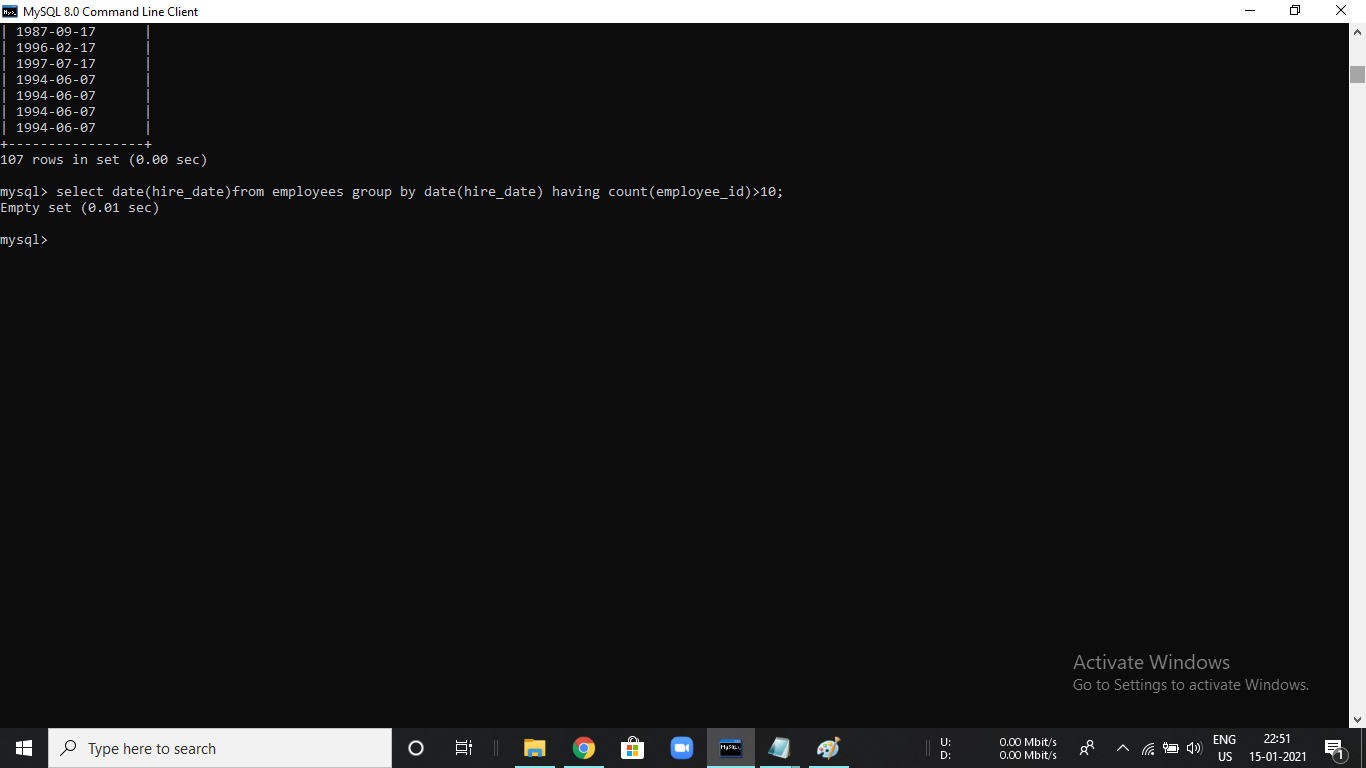 MySQL 8.0 Command Line Client
| 1987-09-17      |
| 1996-02-17      |
| 1997-07-17      |
| 1994-06-07      |
| 1994-06-07      |
| 1994-06-07      |
| 1994-06-07      |
+-----------------+
107 rows in set (0.00 sec)
mysql> select date(hire_date)from employees group by date(hire_date) having count(employee_id)>10;
Empty set (0.01 sec)
mysql>
Activate Windows
Go to Settings to activate Windows.
Type here to search
U: 0.00 Mbit/s
D: 0.00 Mbit/s
ENG
US
22:51
15-01-2021
1